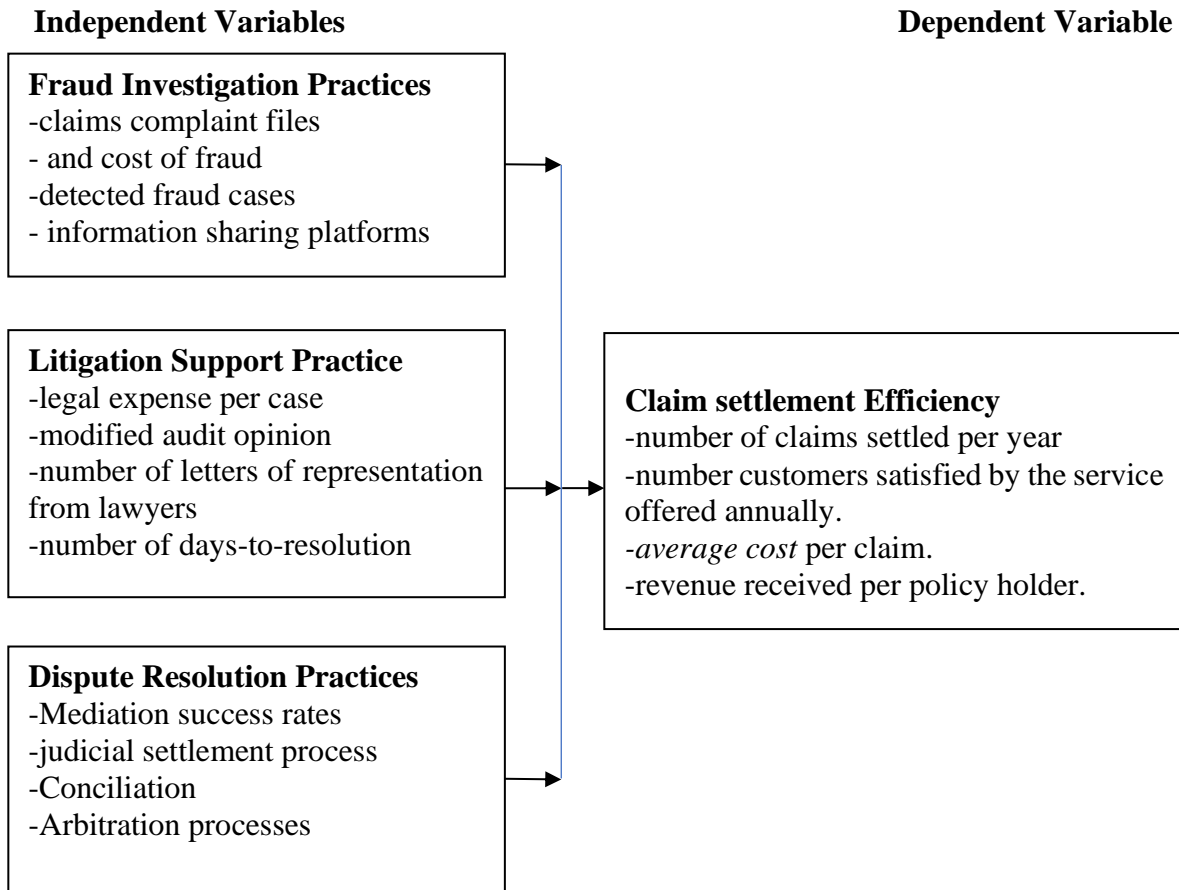 Independent Variables
Dependent Variable
Fraud Investigation Practices
-claims complaint files
- and cost of fraud
-detected fraud cases
- information sharing platforms
Litigation Support Practice
-legal expense per case
-modified audit opinion
-number of letters of representation
from lawyers
-number of days-to-resolution
Claim settlement Efficiency
-number of claims settled per year
-number customers satisfied by the service
offered annually.
-average cost per claim.
-revenue received per policy holder.
Dispute Resolution Practices
-Mediation success rates
-judicial settlement process
-Conciliation
-Arbitration processes